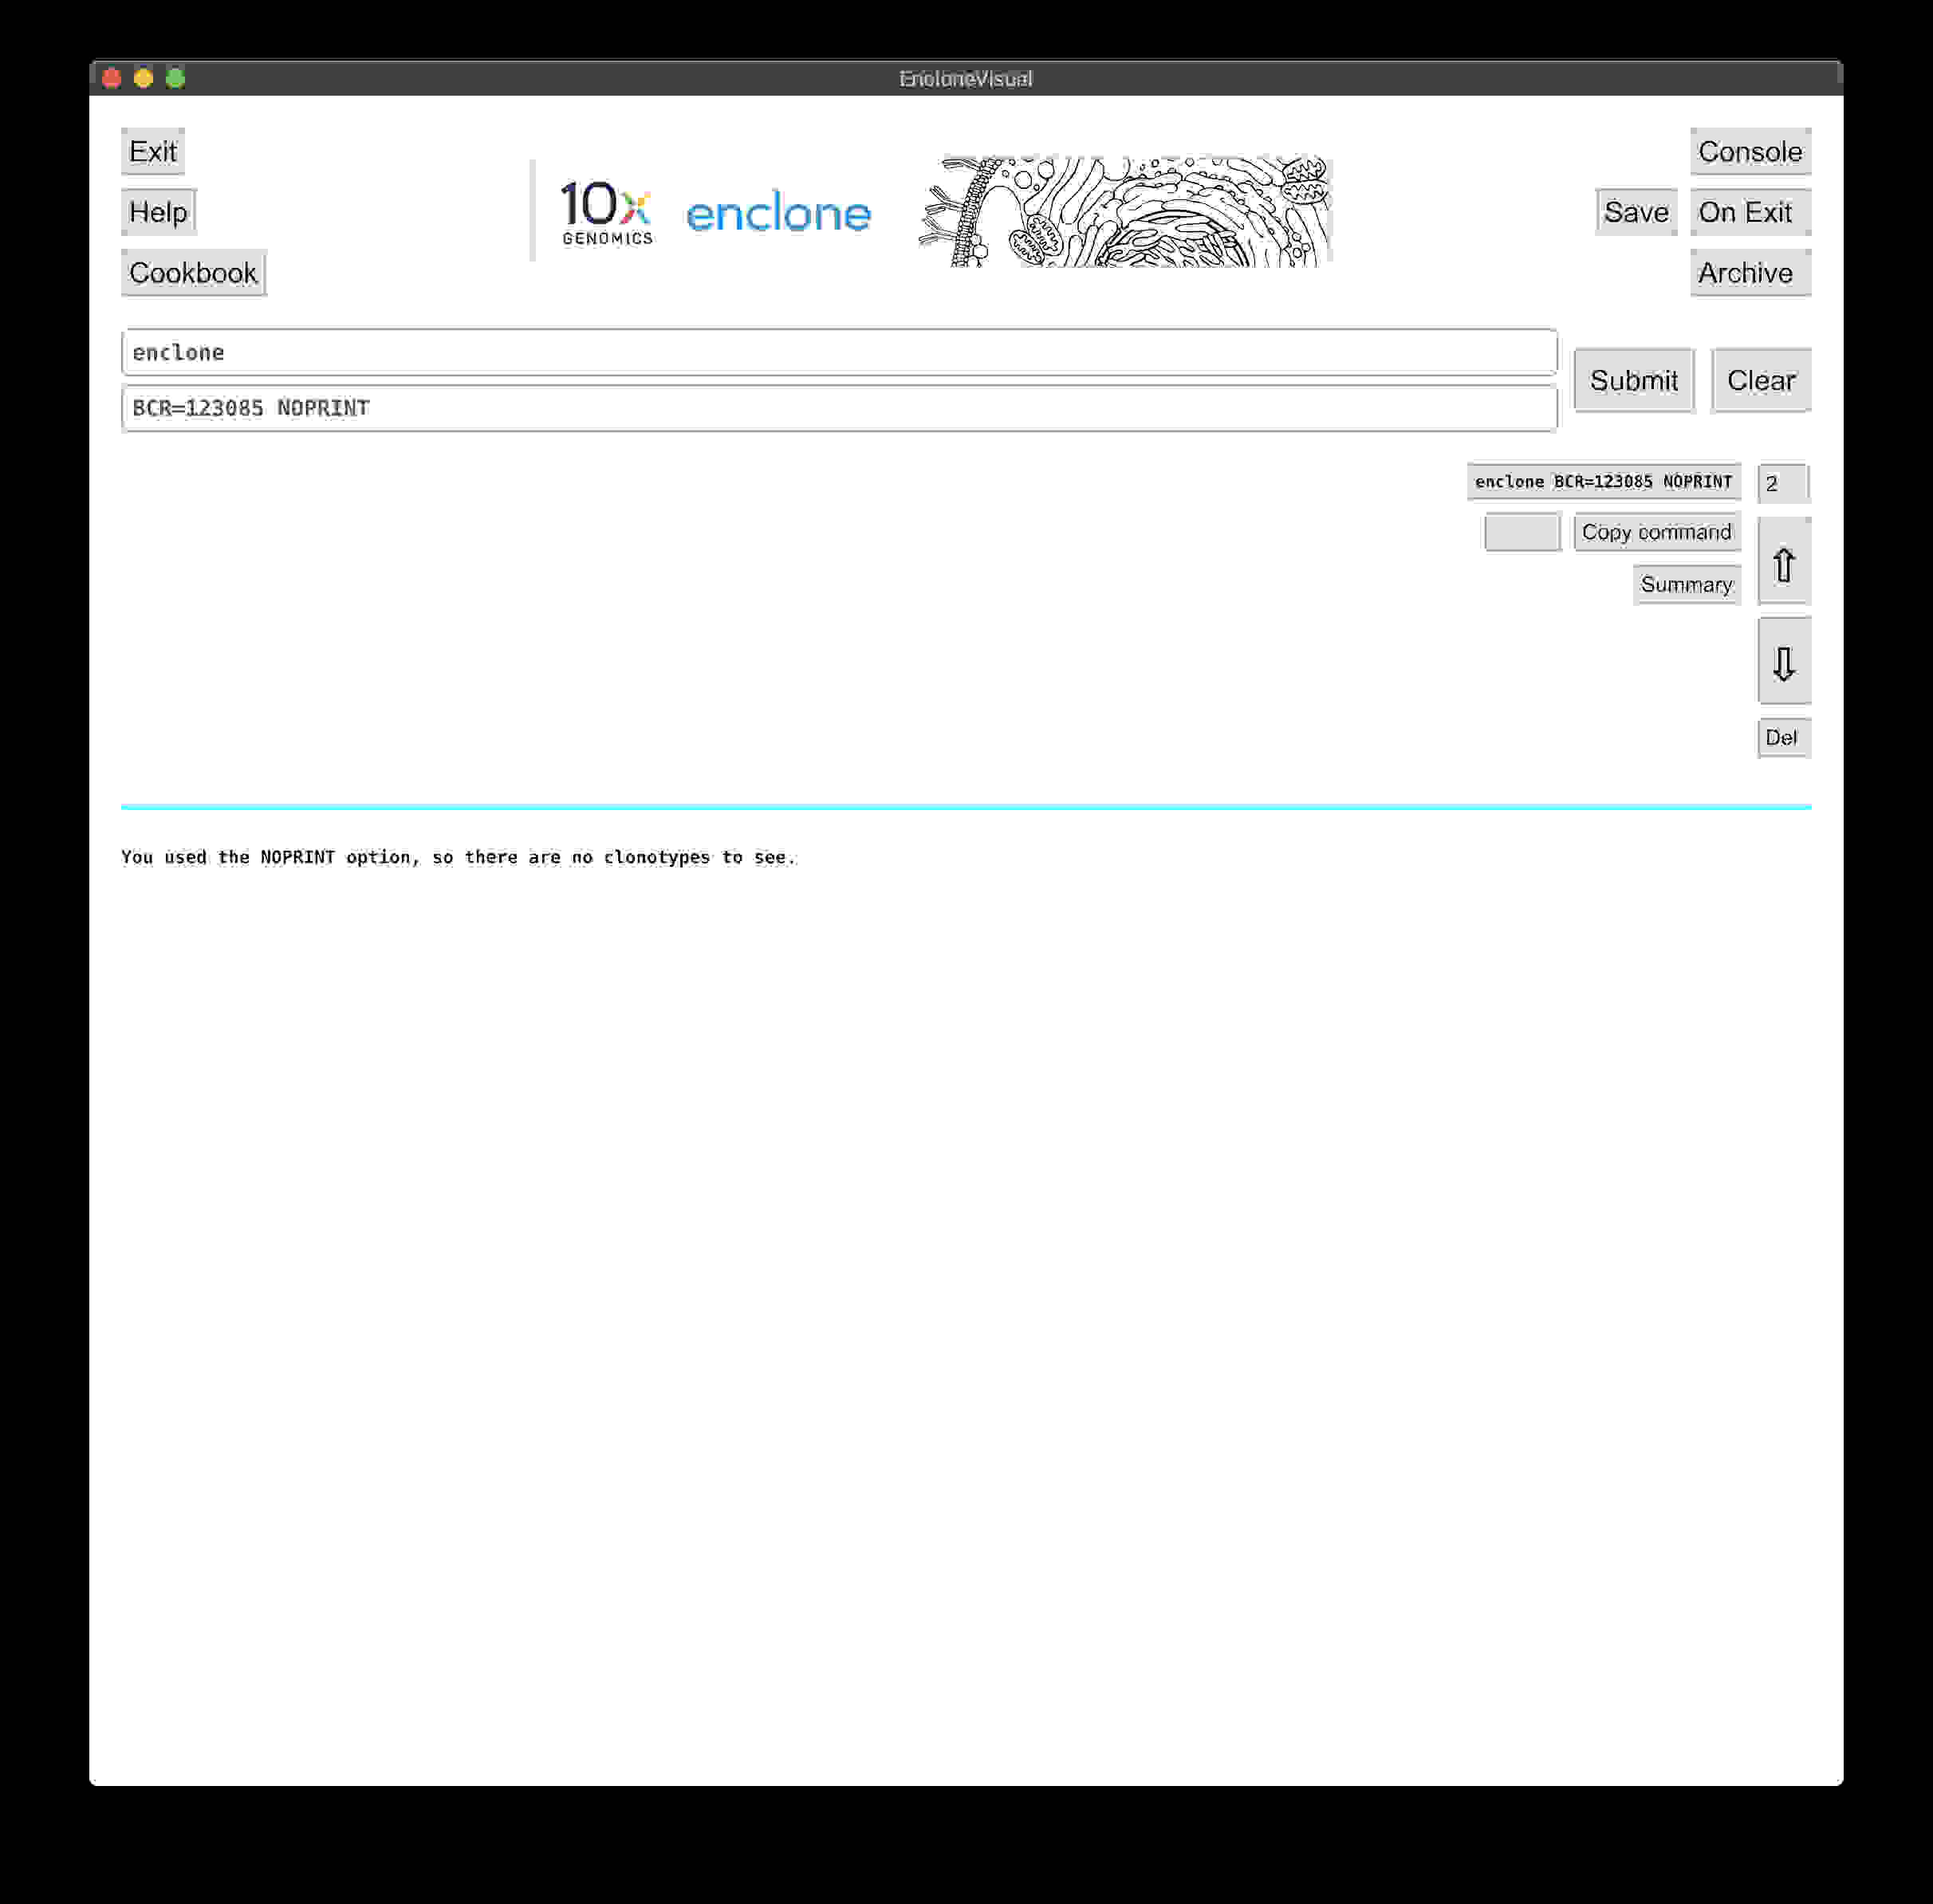 EncloneVisual
Exit
Console
Help
10x
GENOMICS
enclone
Save
On Exit
Cookbook
Archive
enclone
BCR=123085 NOPRINT
Submit
Clear
enclone BCR=123085 NOPRINT
2
Copy command
⇧
Summary
⇩
Del
You used the NOPRINT option, so there are no clonotypes to see.